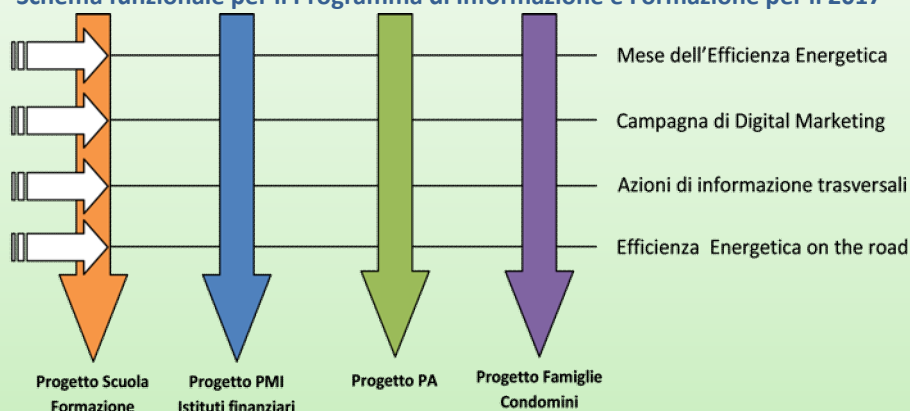 Schema funzionale per il Programma di Informazione e Formazione per il 2017
Mese dell'Efficienza Energetica
Campagna di Digital Marketing
Azioni di informazione trasversali
Efficienza Energetica on the road
Progetto Scuola
Formazione
Progetto PMI
Istituti finanziari
Progetto PA
Progetto Famiglie
Condomini